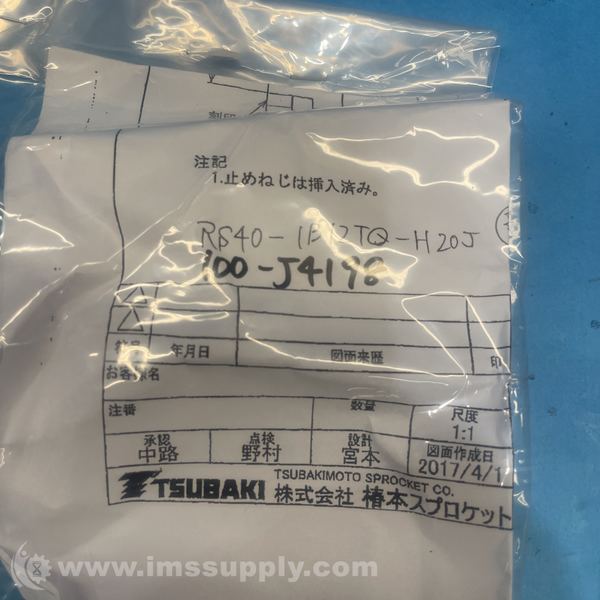 注記
1.止めねじは挿入済み。
RS40-1B12TQ-H20J
100-J4198
符号 年月日 図面来歴 印
お客様名
注番 数量 尺度
1:1
承認 点検 設計 図面作成日
中路 野村 宮本 2017/4/1
TSUBAKI TSUBAKIMOTO SPROCKET CO.
株式会社 椿本スプロケット
www.imssupply.com